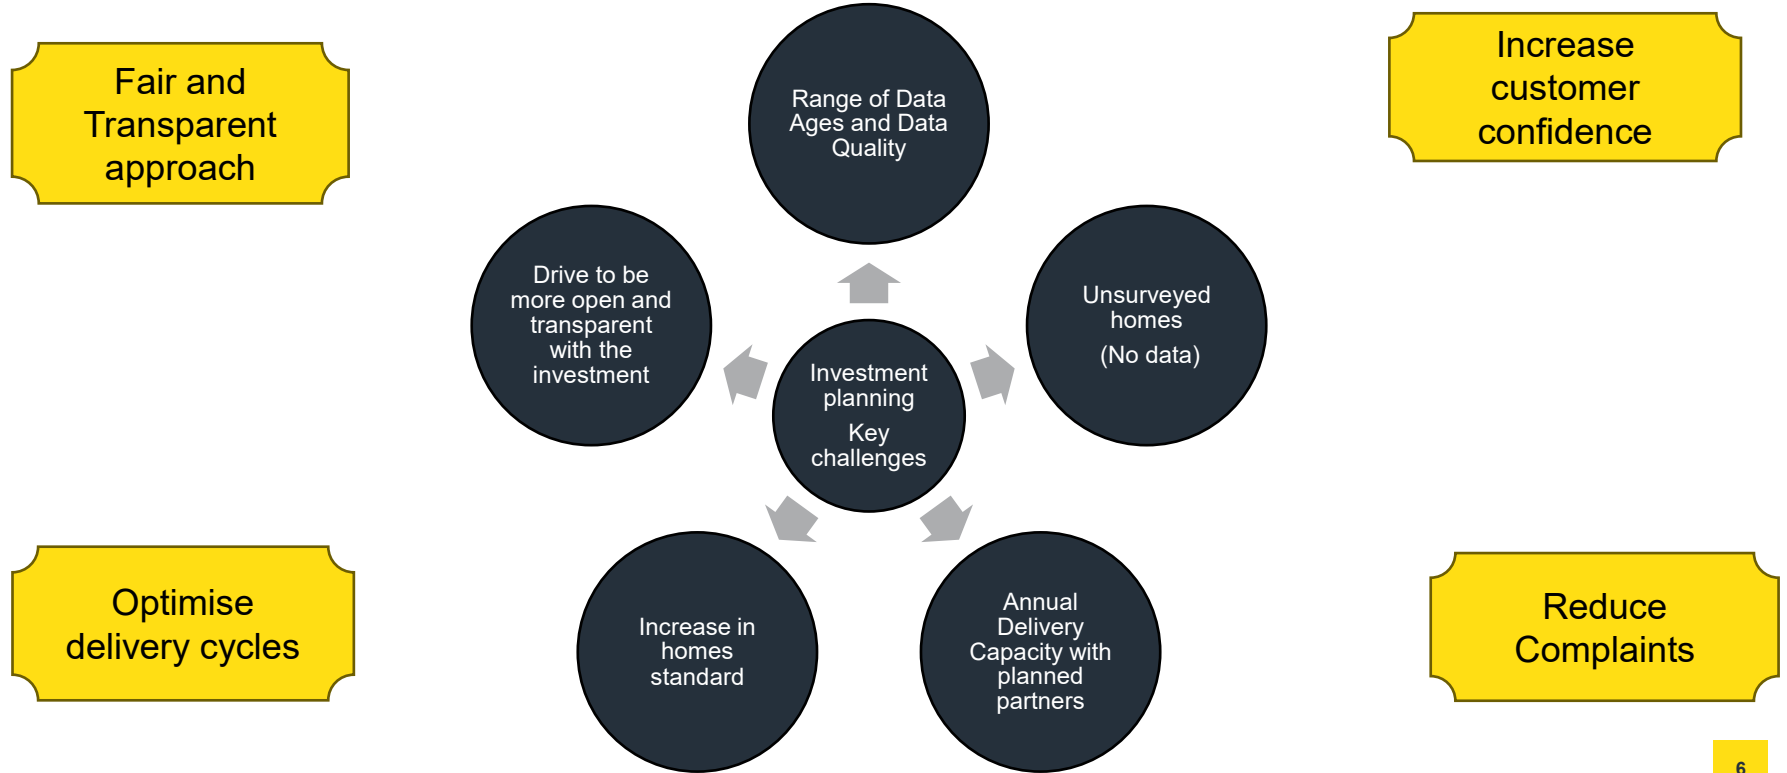 Fair and
Transparent
approach
Range of Data
Ages and Data
Quality
Increase
customer
confidence
Drive to be
more open and
transparent
with the
investment
Unsurveyed
homes
(No data)
Investment
planning
Key
challenges
Optimise
delivery cycles
Increase in
homes
standard
Annual
Delivery
Capacity with
planned
partners
Reduce
Complaints
6